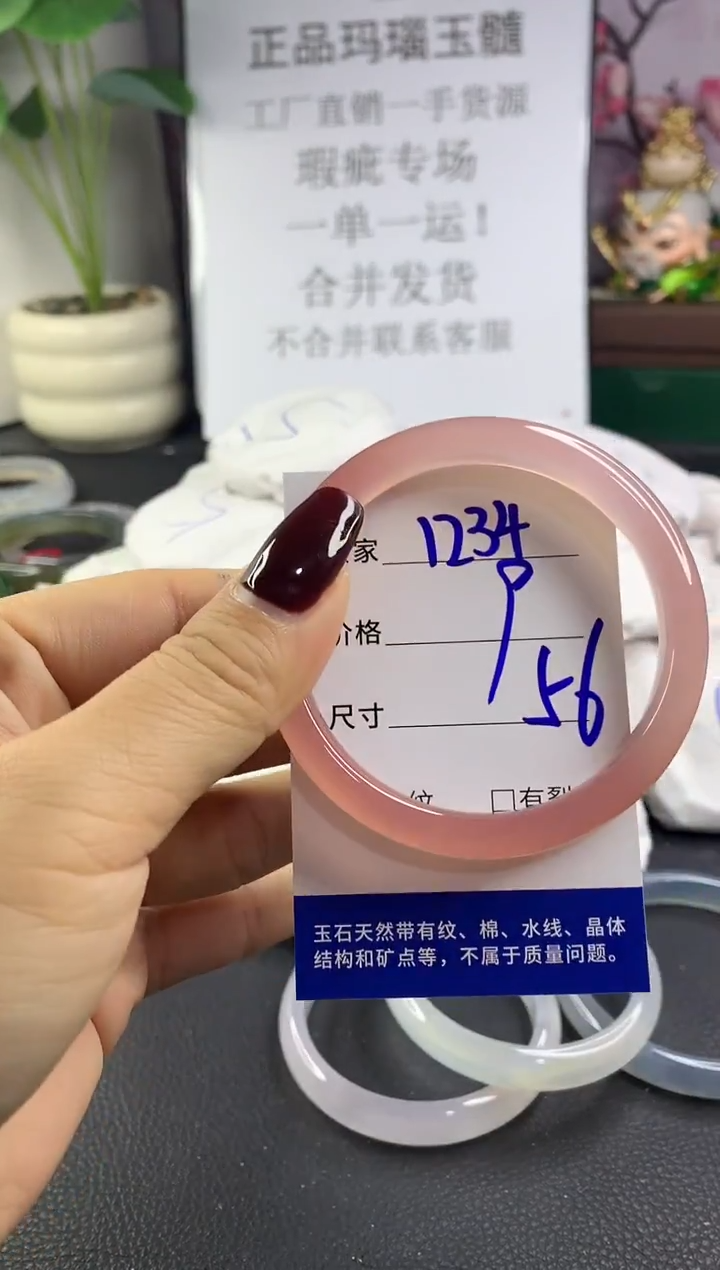 正品玛瑙玉髓
工厂直销一手货源
瑕疵专场
一单一运！
合并发货
不合并联系客服
家 1234
价格
尺寸 56
纹 □有裂
玉石天然带有纹、棉、水线、晶体
结构和矿点等，不属于质量问题。